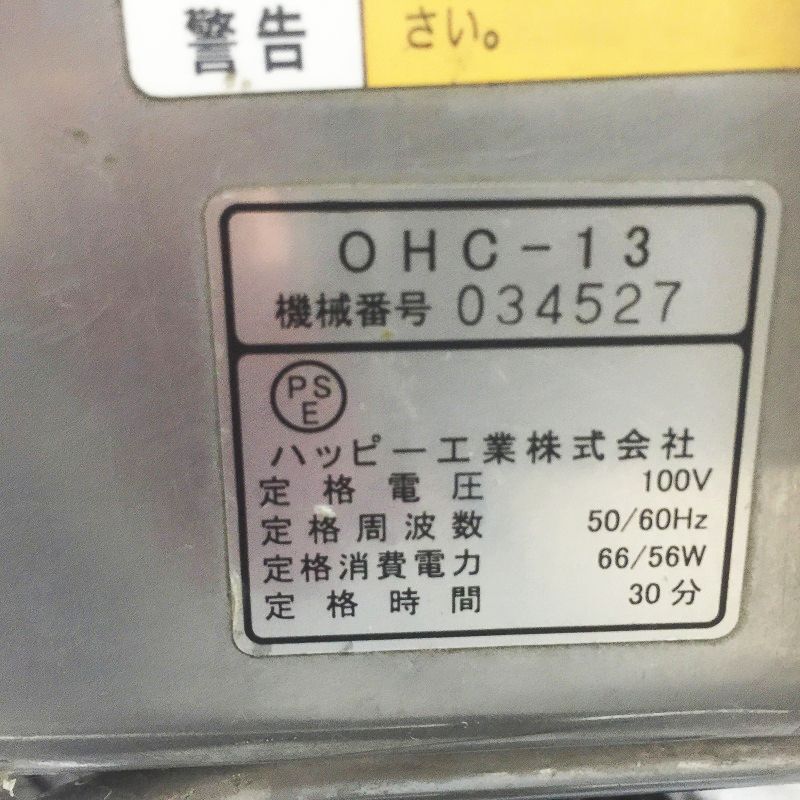 警告
さい。
OHC-13
機械番号 034527
PS
E
ハッピー工業株式会社
定格電圧 100V
定格周波数 50/60Hz
定格消費電力 66/56W
定格時間 30分